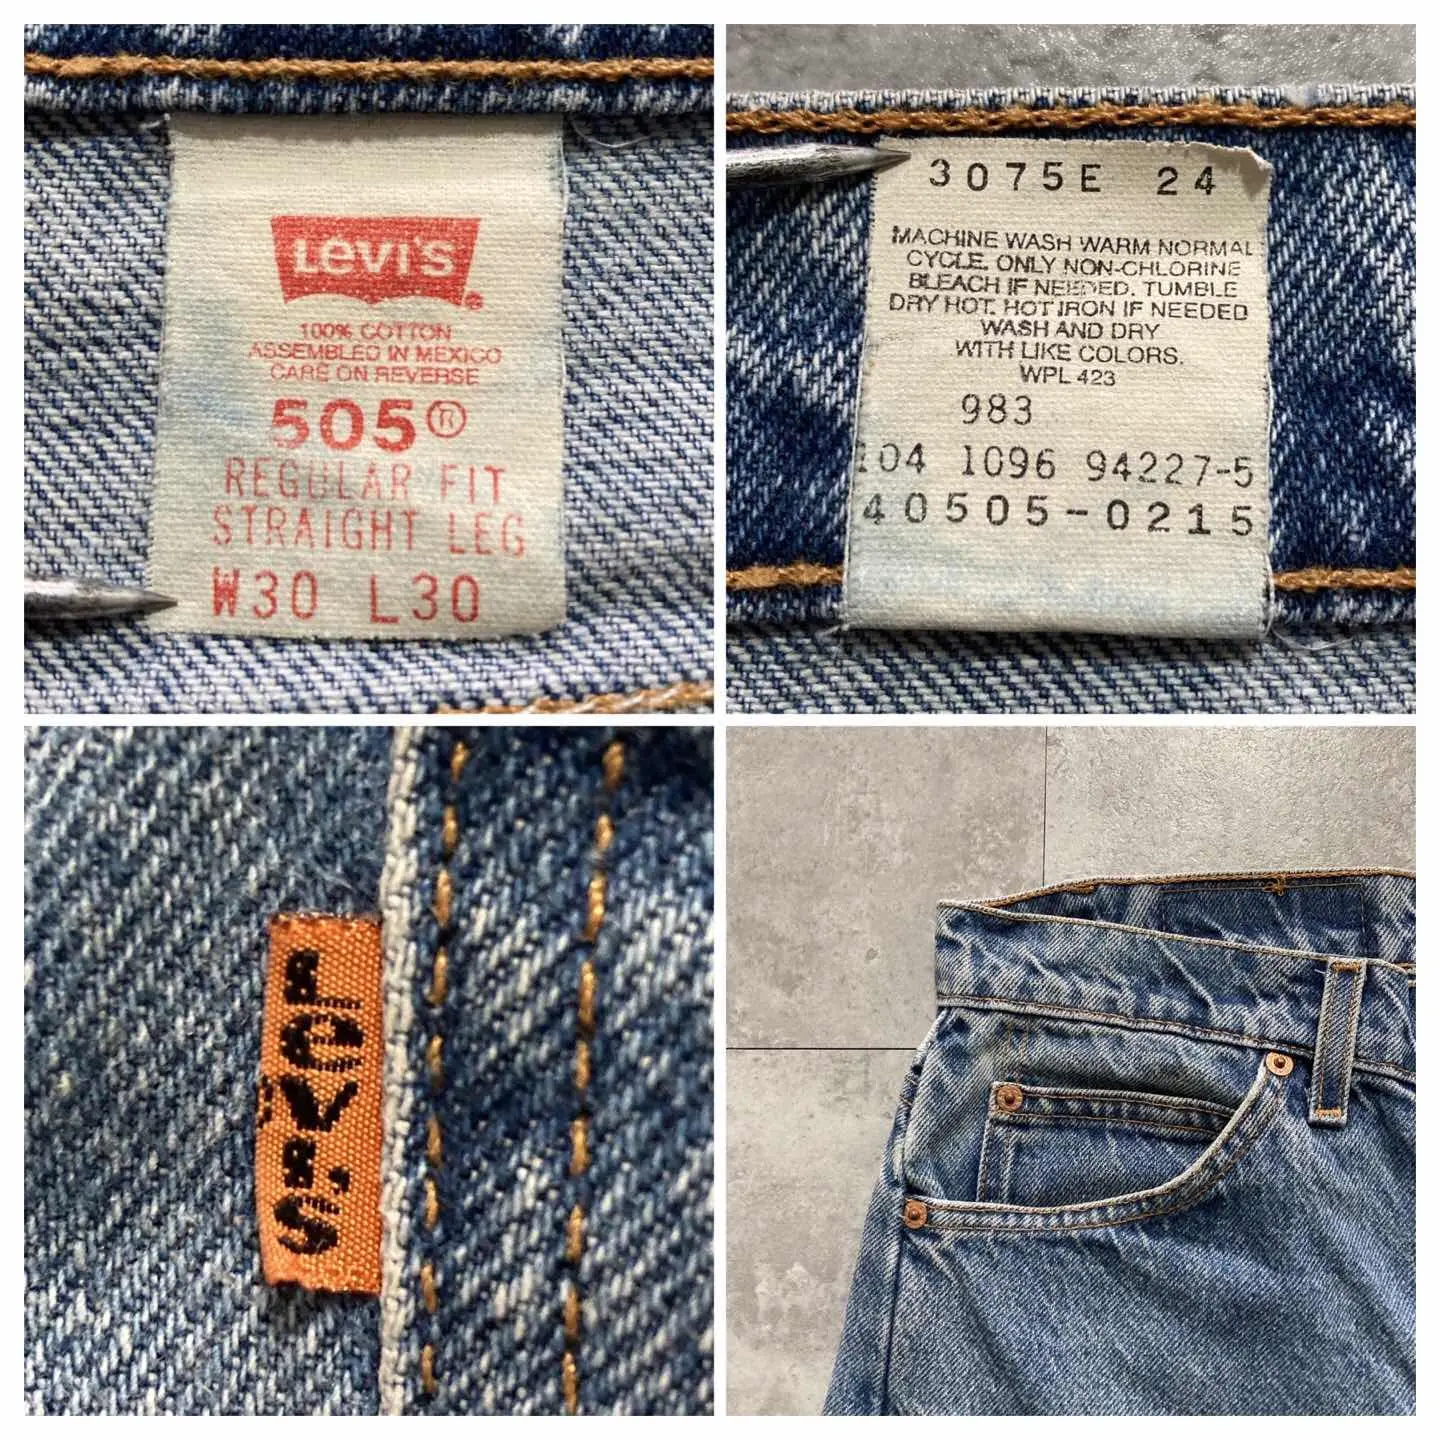 Levi's®
100% COTTON
ASSEMBLED IN MEXICO
CARE ON REVERSE
505®
REGULAR FIT
STRAIGHT LEG
W30 L30
3075E 24
MACHINE WASH WARM NORMAL
CYCLE. ONLY NON-CHLORINE
BLEACH IF NEEDED. TUMBLE
DRY HOT. HOT IRON IF NEEDED
WASH AND DRY
WITH LIKE COLORS.
WPL 423
983
104 1096 94227-5
40505-0215
Levi's